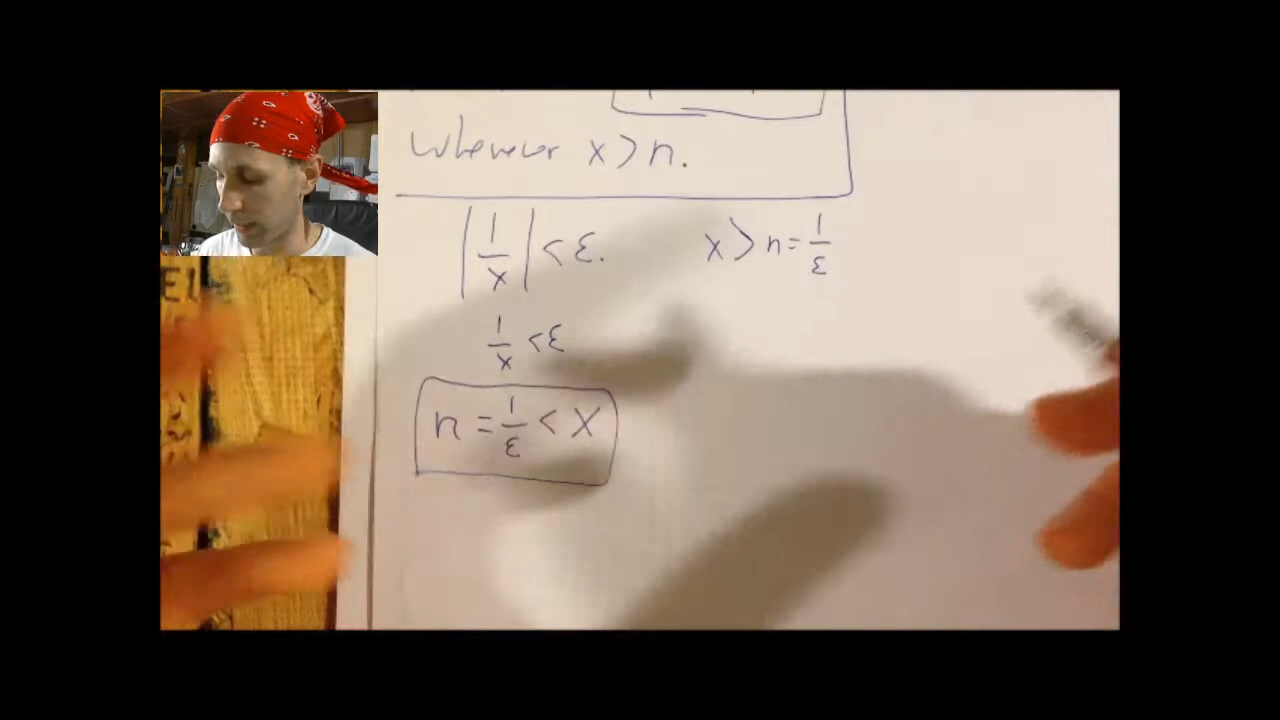 whenever x > n.
|1/x| < ε. x > n = 1/ε
1/x < ε
n = 1/ε < x